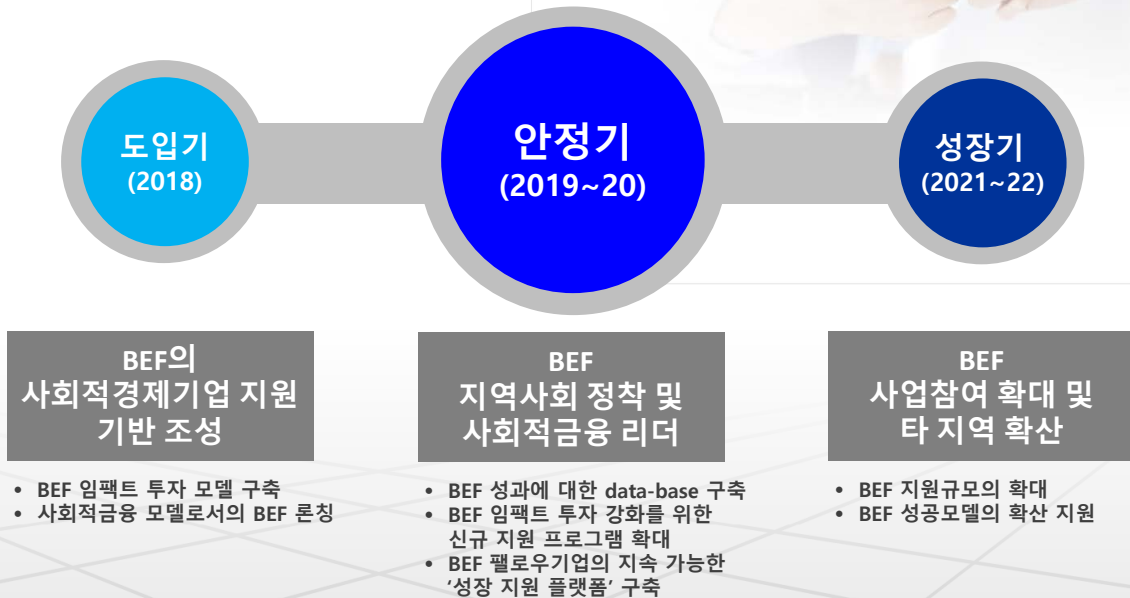 도입기
(2018)
안정기
(2019~20)
성장기
(2021~22)
BEF의
사회적경제기업 지원
기반 조성
• BEF 임팩트 투자 모델 구축
• 사회적금융 모델로서의 BEF 론칭
BEF
지역사회 정착 및
사회적금융 리더
• BEF 성과에 대한 data-base 구축
• BEF 임팩트 투자 강화를 위한
신규 지원 프로그램 확대
• BEF 팰로우기업의 지속 가능한
‘성장 지원 플랫폼’ 구축
BEF
사업참여 확대 및
타 지역 확산
• BEF 지원규모의 확대
• BEF 성공모델의 확산 지원